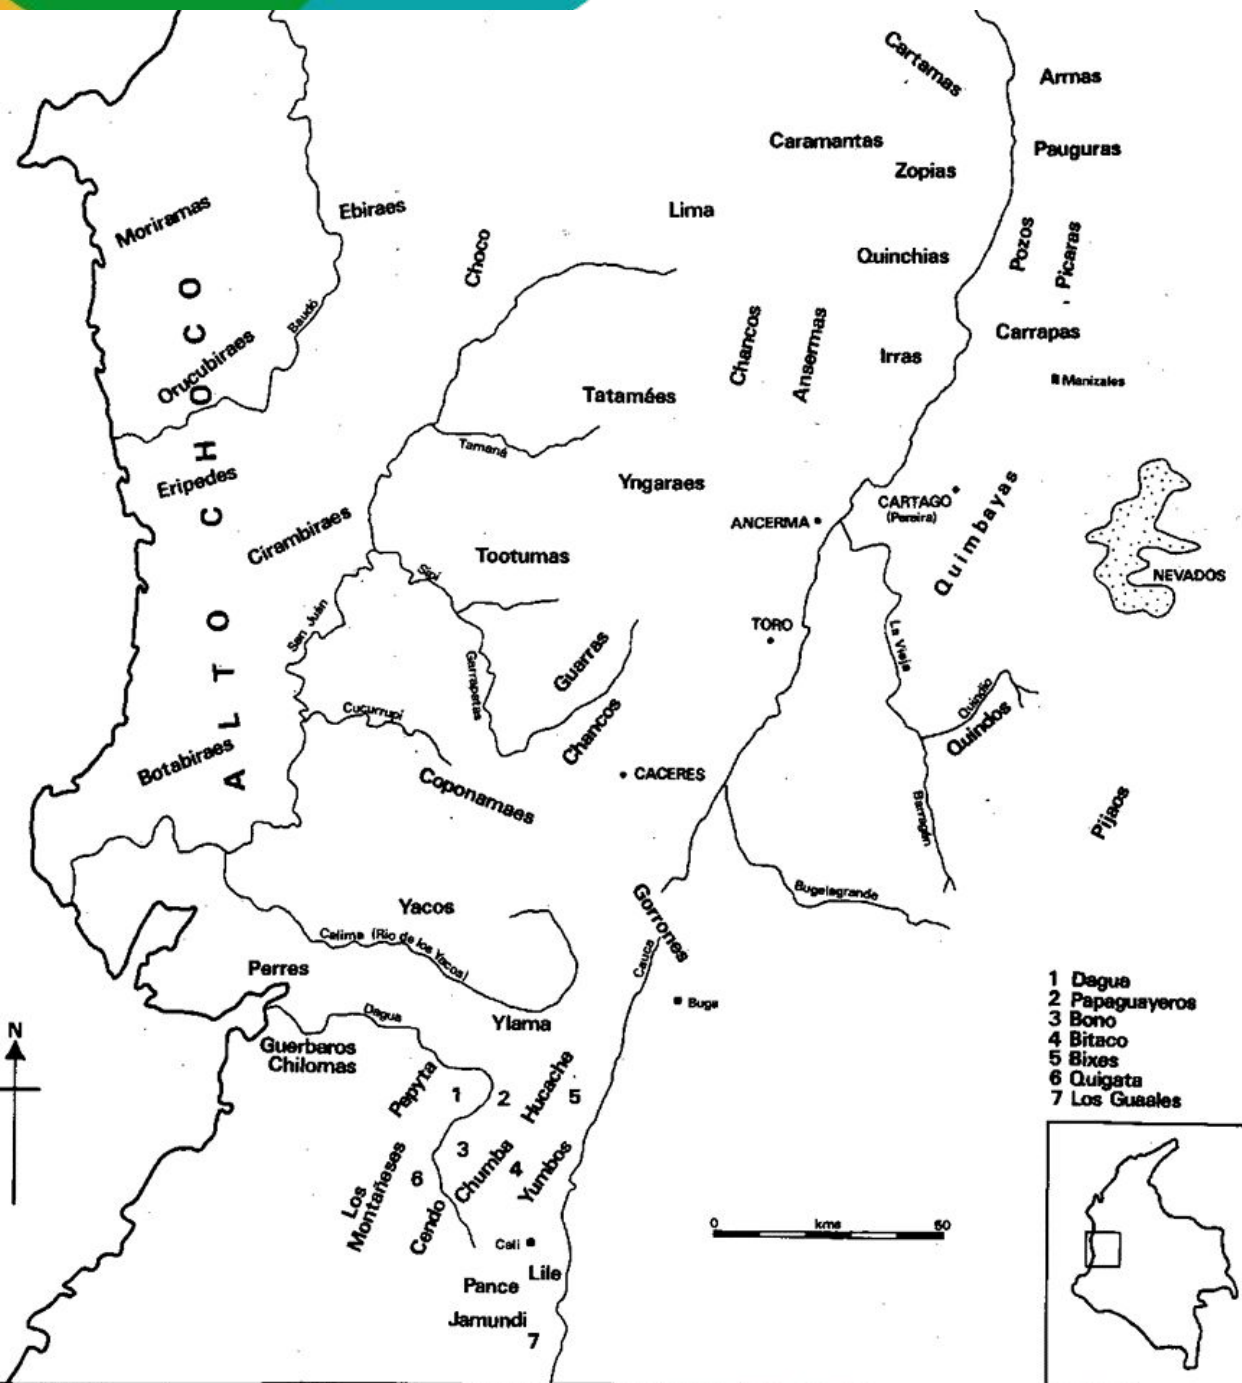 Cartamas
Armas
Caramantas
Pauguras
Zopias
Moriramas
Ebiraes
Lima
Choco
Quinchias
Pozos
Picaras
Baudó
Orucubiraes
Chancos
Ansermas
Irras
Carrapas
Manizales
Tatamáes
Tamaná
ALTO CHOCOCO
Eripedes
Yngaraes
CARTAGO
(Pereira)
Quimbayas
ANCERMA
Cirambiraes
Tootumas
Sipí
NEVADOS
San Juán
TORO
La Vieja
Garrapatas
Guarras
Chancos
Quindio
Quindos
Cucurrupí
Botabiraes
Coponamaes
CACERES
Barragán
Pijaos
Bugalagrande
Yacos
Gorrones
Calima (Rio de los Yacos)
Cauca
Perres
Buga
Dagua
Ylama
N
Guerbaros
Chilomas
Pepyta
1
2
Hucache
5
1 Dagua
2 Papaguayeros
3 Bono
4 Bitaco
5 Bixes
6 Quigata
7 Los Guaales
Los
Montañeses
6
3
Chumba
4
Yumbos
Cendo
0 kms 50
Cali
Lile
Pance
Jamundi
7